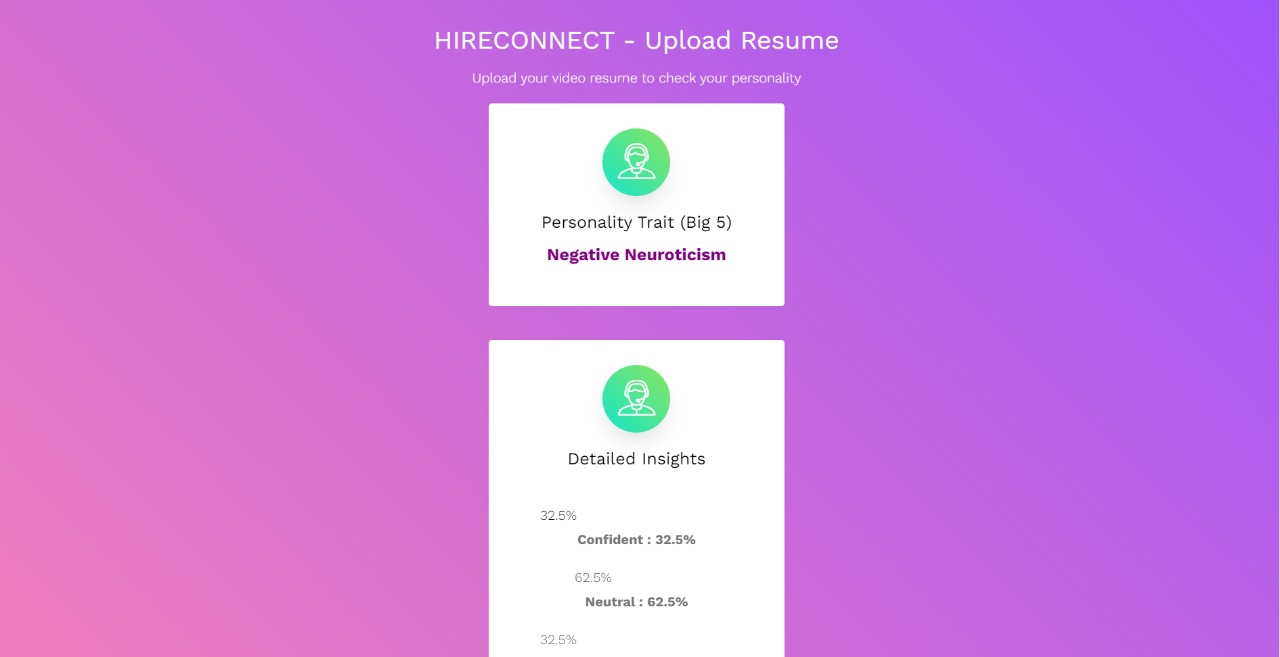 HIRECONNECT - Upload Resume
Upload your video resume to check your personality
Personality Trait (Big 5)
Negative Neuroticism
Detailed Insights
32.5%
Confident : 32.5%
62.5%
Neutral : 62.5%
32.5%